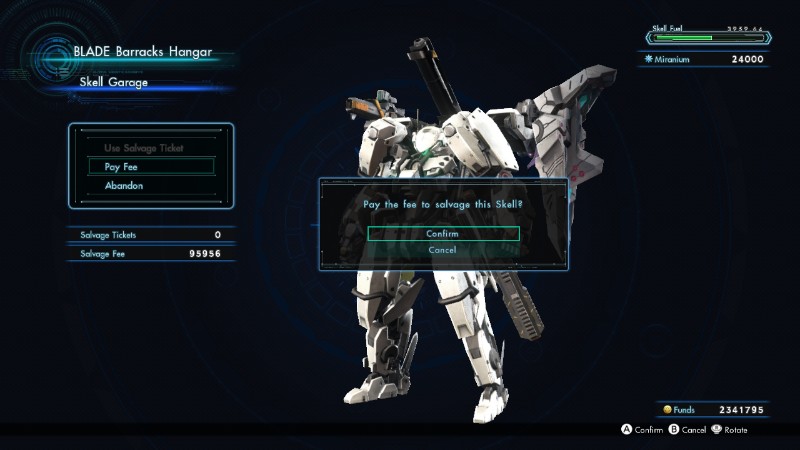 BLADE Barracks Hangar
Skell Garage
Skell Fuel
Miranium 24000
Use Salvage Ticket
Pay Fee
Abandon
Salvage Tickets 0
Salvage Fee 95956
Pay the fee to salvage this Skell?
Confirm
Cancel
Funds 2341795
A Confirm B Cancel R Rotate